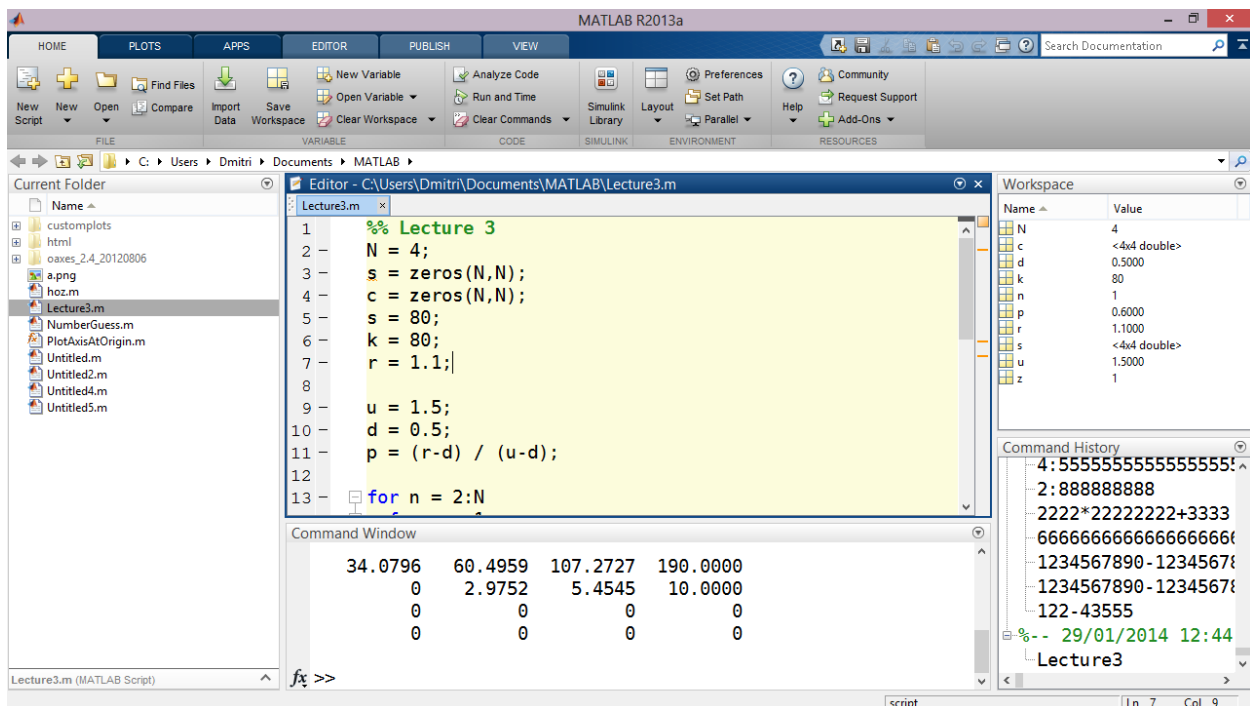 MATLAB R2013a
HOME PLOTS APPS EDITOR PUBLISH VIEW Search Documentation
New Script
New
Open
Find Files
Compare
FILE
Import Data
Save Workspace
New Variable
Open Variable
Clear Workspace
VARIABLE
Analyze Code
Run and Time
Clear Commands
CODE
Simulink Library
SIMULINK
Layout
Preferences
Set Path
Parallel
ENVIRONMENT
Help
Community
Request Support
Add-Ons
RESOURCES
C: Users Dmitri Documents MATLAB
Current Folder
Name
customplots
html
oaxes_2.4_20120806
a.png
hoz.m
Lecture3.m
NumberGuess.m
PlotAxisAtOrigin.m
Untitled.m
Untitled2.m
Untitled4.m
Untitled5.m
Lecture3.m (MATLAB Script)
Editor - C:\Users\Dmitri\Documents\MATLAB\Lecture3.m
Lecture3.m ×
1 %% Lecture 3
2 - N = 4;
3 - s = zeros(N,N);
4 - c = zeros(N,N);
5 - s = 80;
6 - k = 80;
7 - r = 1.1;
8
9 - u = 1.5;
10 - d = 0.5;
11 - p = (r-d) / (u-d);
12
13 - for n = 2:N
Command Window
34.0796 60.4959 107.2727 190.0000
0 2.9752 5.4545 10.0000
0 0 0 0
0 0 0 0
fx >>
Workspace
Name Value
N 4
c <4x4 double>
d 0.5000
k 80
n 1
p 0.6000
r 1.1000
s <4x4 double>
u 1.5000
z 1
Command History
2:888888888
2222*22222222+3333
122-43555
%-- 29/01/2014 12:44
Lecture3
script Ln 7 Col 9